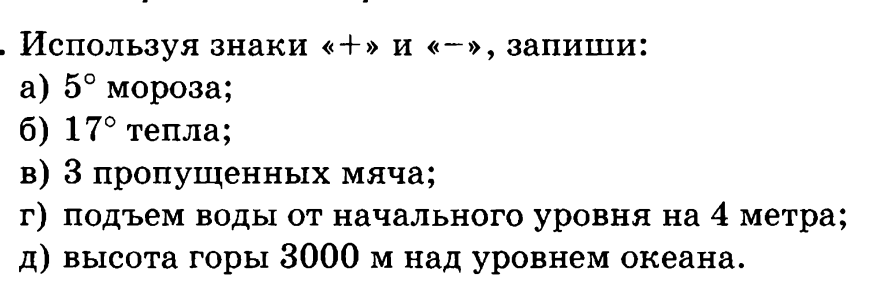 . Используя знаки «+» и «−», запиши:
а) 5° мороза;
б) 17° тепла;
в) 3 пропущенных мяча;
г) подъем воды от начального уровня на 4 метра;
д) высота горы 3000 м над уровнем океана.